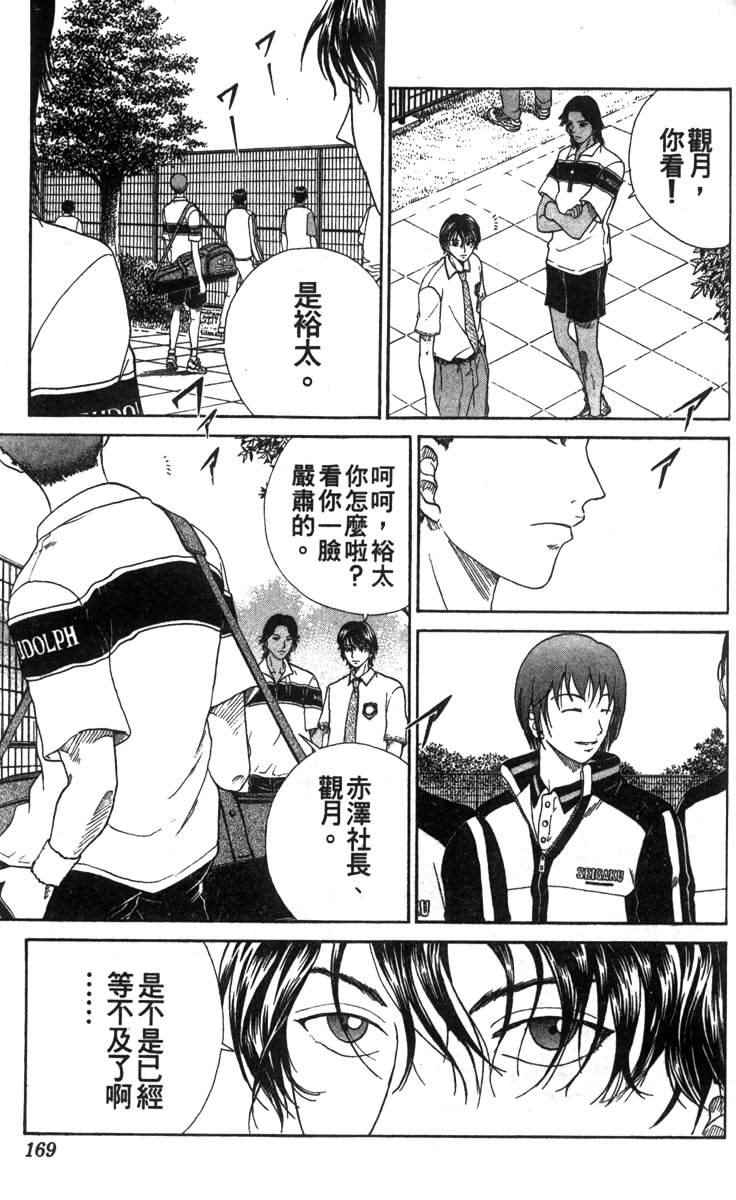 觀月，
你看！
是裕太。
UDOL
呵呵，裕太
你怎麼啦？
看你一臉
嚴肅的。
UDOLPH
赤澤社長、
觀月。
SEIGAKU
U
是不是已經
等不及了啊
……
169